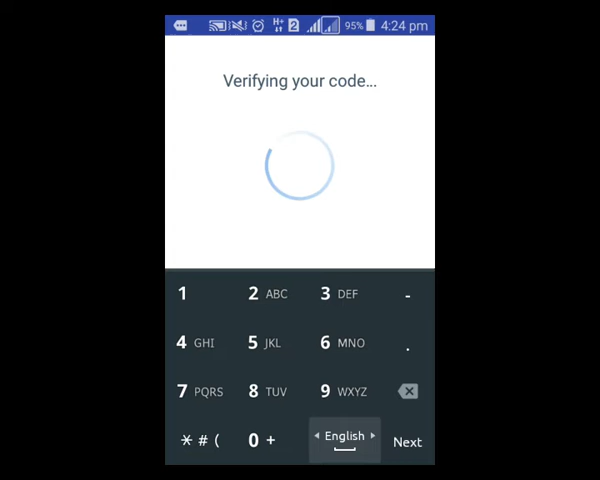 H+ 2 95% 4:24 pm
Verifying your code...
1 2 ABC 3 DEF -
4 GHI 5 JKL 6 MNO .
7 PQRS 8 TUV 9 WXYZ
* # ( 0 + English Next